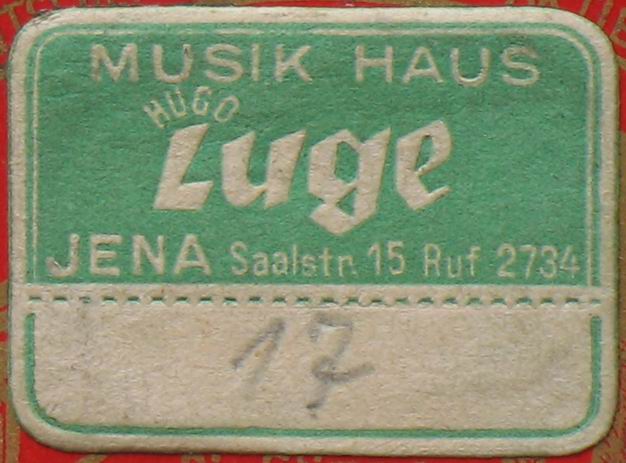 MUSIK HAUS
HUGO
Luge
JENA Saalstr. 15 Ruf 2734
17